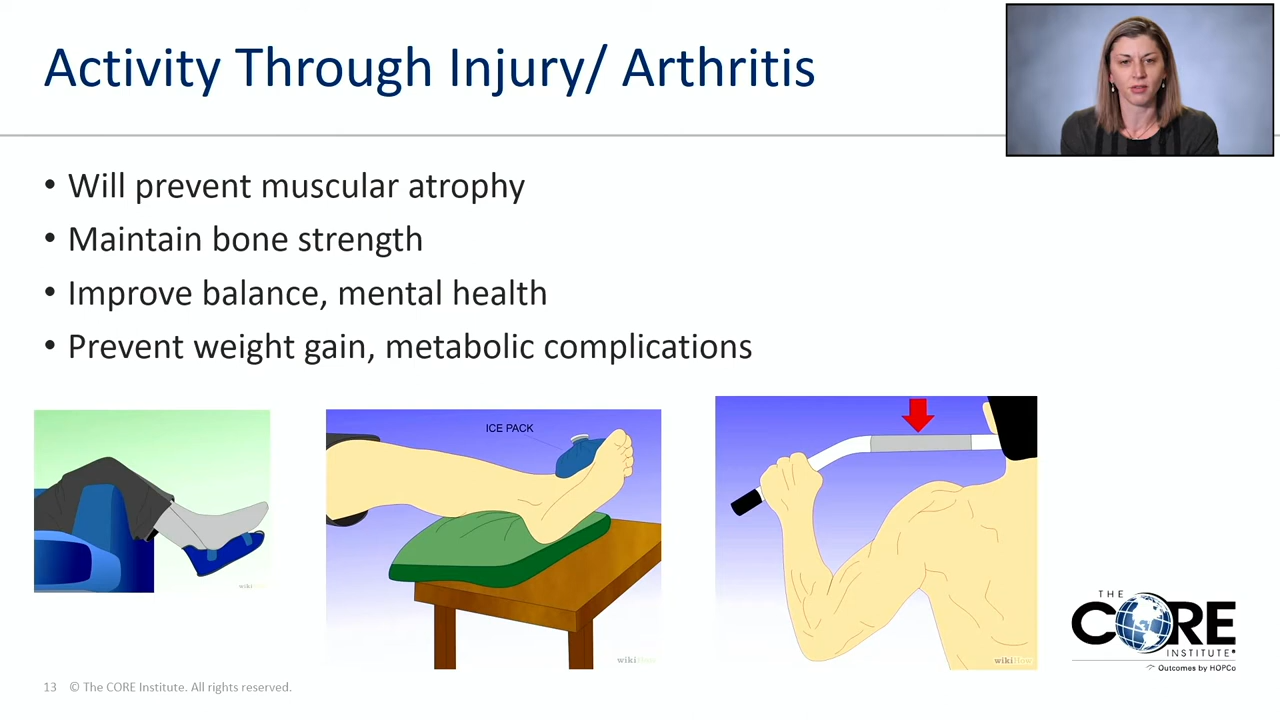 Activity Through Injury/ Arthritis
• Will prevent muscular atrophy
• Maintain bone strength
• Improve balance, mental health
• Prevent weight gain, metabolic complications
ICE PACK
wikiHow
wikiHow
wikiHow
THE
CORE
INSTITUTE®
Outcomes by HOPCo
13 © The CORE Institute. All rights reserved.